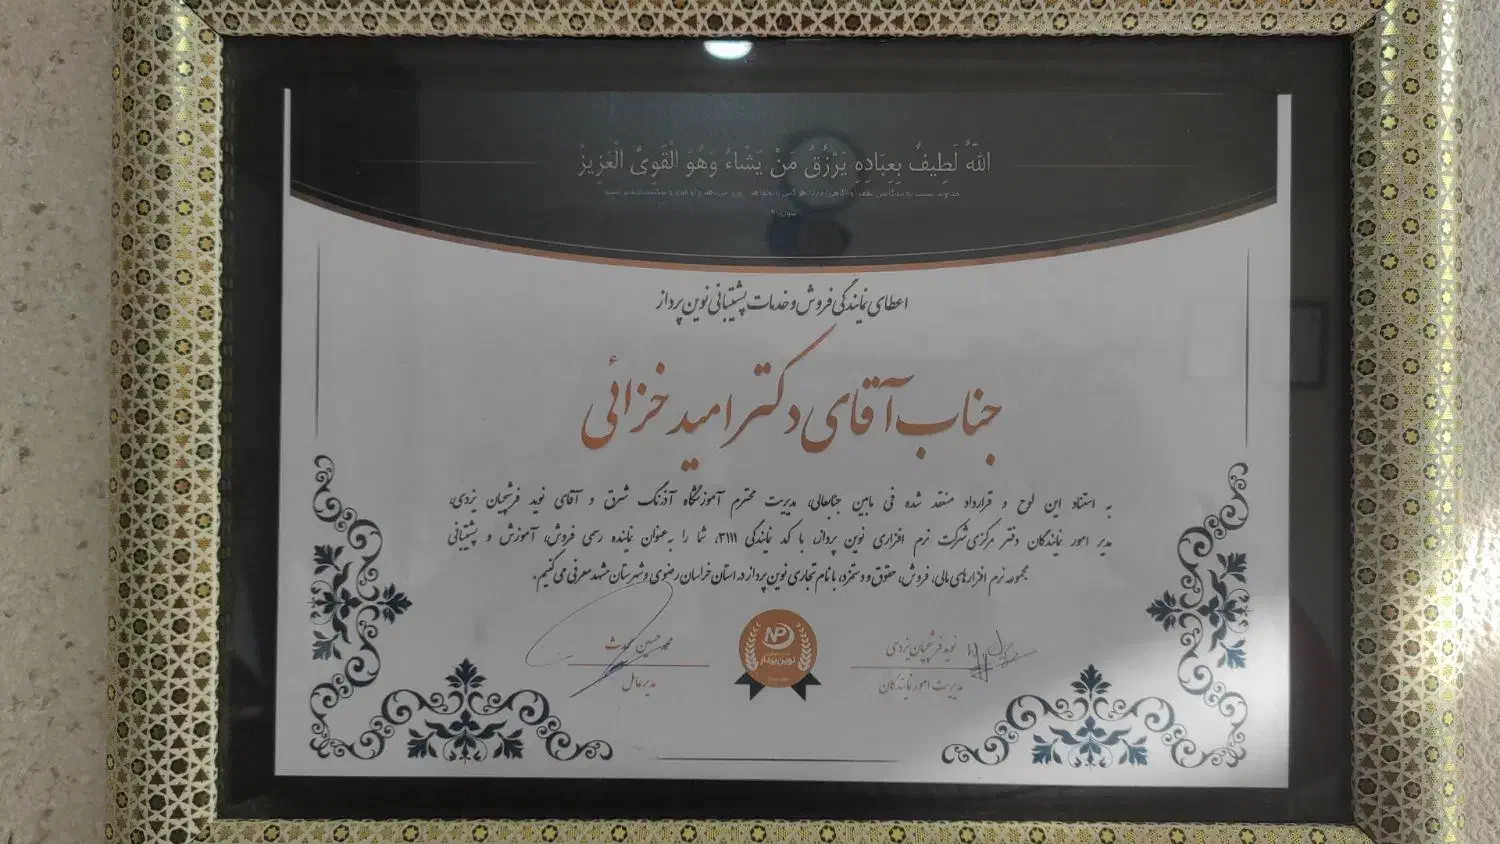 اللَّهُ لَطِيفٌ بِعِبَادِهِ يَرْزُقُ مَنْ يَشَاءُ وَهُوَ الْقَوِيُّ الْعَزِيزُ
اعطای نمایندگی فروش و خدمات پشتیبانی نوین پرداز
جناب آقای دکتر امید خزائی
به استناد این لوح و قرارداد منعقد شده فی مابین جنابعالی، مدیریت محترم آموزشگاه آذرنگ شرق و آقای نوید فرشچیان یزدی،
مدیر امور نمایندگان دفتر مرکزی شرکت نرم افزاری نوین پرداز، با کد نمایندگی ۳۱۱۱، شما را به‌عنوان نماینده رسمی فروش، آموزش و پشتیبانی
مجموعه نرم افزارهای مالی، فروش، حقوق و دستمزد، با نام تجاری نوین پرداز در استان خراسان رضوی و شهرستان مشهد معرفی می‌کنیم.
نوید فرشچیان یزدی
مدیریت امور نمایندگان
NP
نوین پرداز
محمدحسین محدث
مدیرعامل